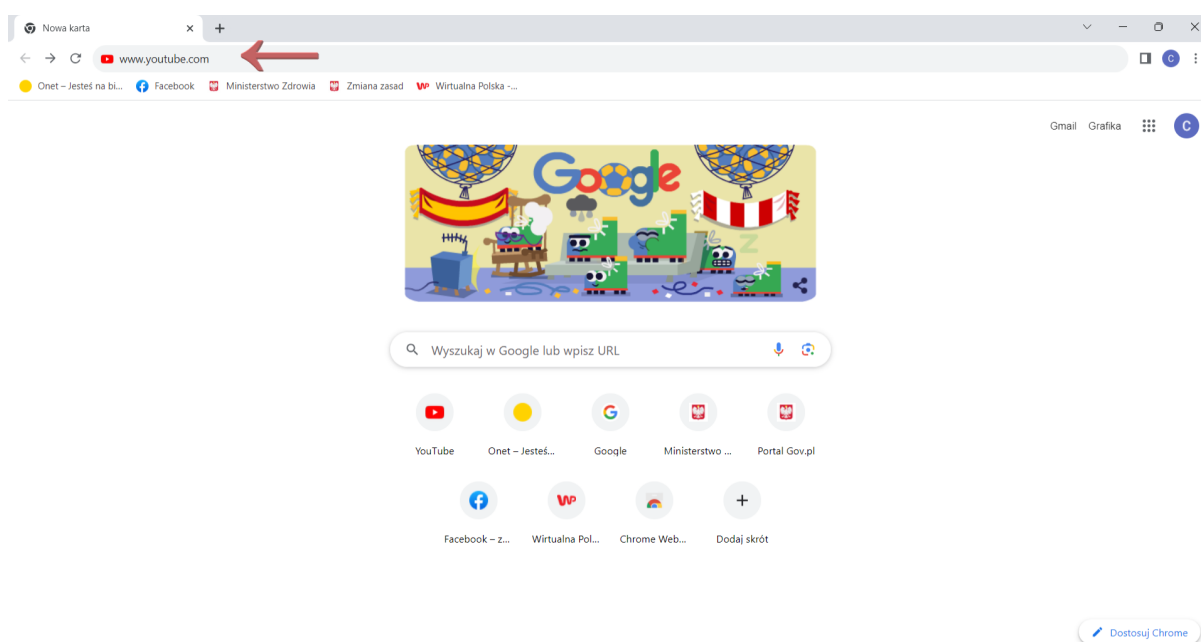 Nowa karta
www.youtube.com
Onet – Jesteś na bi... Facebook Ministerstwo Zdrowia Zmiana zasad WP Wirtualna Polska -...
Gmail Grafika C
Google
Z
Wyszukaj w Google lub wpisz URL
YouTube Onet – Jesteś... Google Ministerstwo ... Portal Gov.pl
Facebook – z... Wirtualna Pol... Chrome Web... Dodaj skrót
Dostosuj Chrome